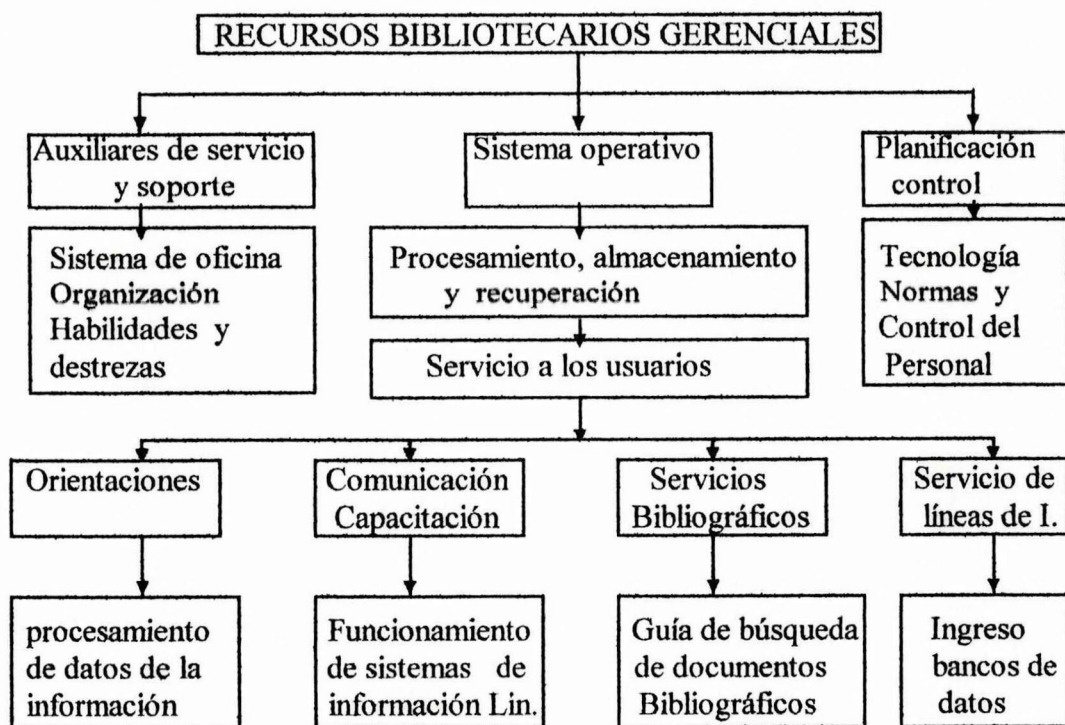 RECURSOS BIBLIOTECARIOS GERENCIALES
Auxiliares de servicio
y soporte
Sistema operativo
Planificación
control
Sistema de oficina
Organización
Habilidades y
destrezas
Procesamiento, almacenamiento
y recuperación
Tecnología
Normas y
Control del
Personal
Servicio a los usuarios
Orientaciones
Comunicación
Capacitación
Servicios
Bibliográficos
Servicio de
líneas de I.
procesamiento
de datos de la
información
Funcionamiento
de sistemas de
información Lin.
Guía de búsqueda
de documentos
Bibliográficos
Ingreso
bancos de
datos